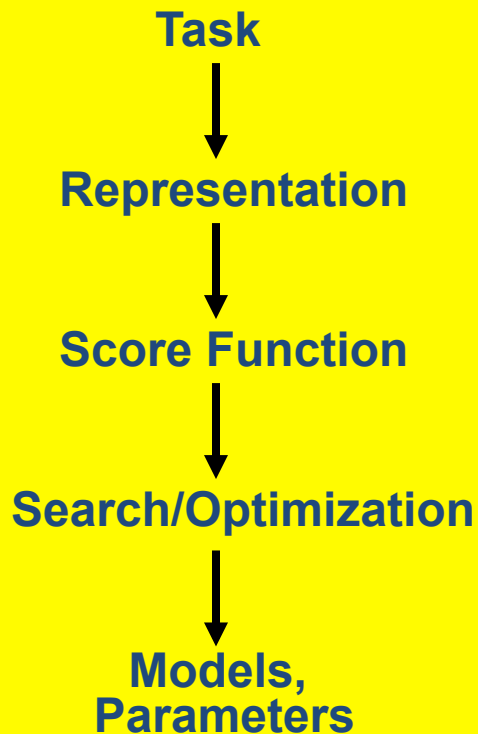 Task
Representation
Score Function
Search/Optimization
Models,
Parameters